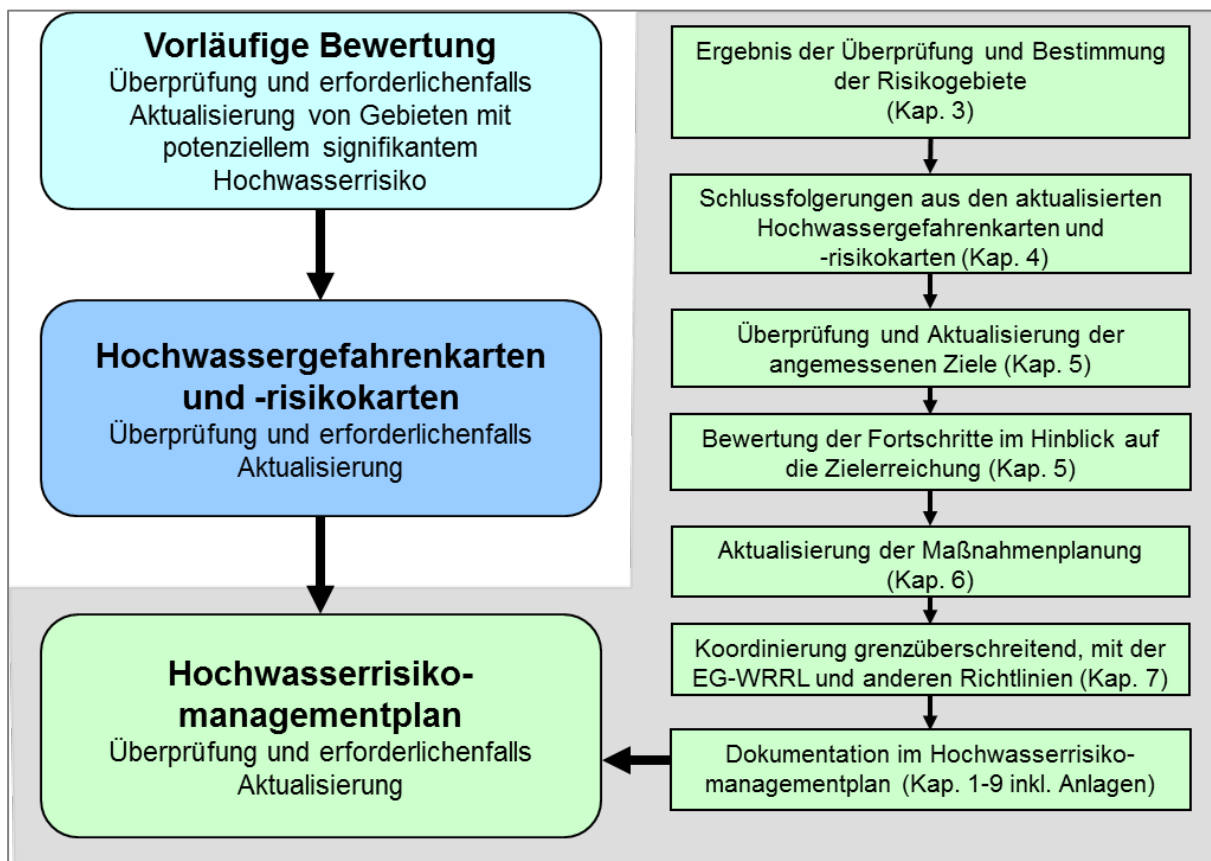 Vorläufige Bewertung
Überprüfung und erforderlichenfalls
Aktualisierung von Gebieten mit
potenziellem signifikantem
Hochwasserrisiko
Hochwassergefahrenkarten
und -risikokarten
Überprüfung und erforderlichenfalls
Aktualisierung
Hochwasserrisiko-
managementplan
Überprüfung und erforderlichenfalls
Aktualisierung
Ergebnis der Überprüfung und Bestimmung
der Risikogebiete
(Kap. 3)
Schlussfolgerungen aus den aktualisierten
Hochwassergefahrenkarten und
-risikokarten (Kap. 4)
Überprüfung und Aktualisierung der
angemessenen Ziele (Kap. 5)
Bewertung der Fortschritte im Hinblick auf
die Zielerreichung (Kap. 5)
Aktualisierung der Maßnahmenplanung
(Kap. 6)
Koordinierung grenzüberschreitend, mit der
EG-WRRL und anderen Richtlinien (Kap. 7)
Dokumentation im Hochwasserrisiko-
managementplan (Kap. 1-9 inkl. Anlagen)